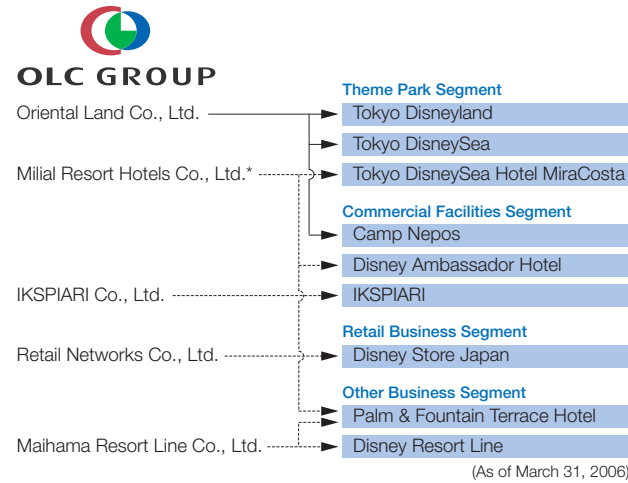 OLC GROUP
Theme Park Segment
Oriental Land Co., Ltd.
Tokyo Disneyland
Tokyo DisneySea
Milial Resort Hotels Co., Ltd.*
Tokyo DisneySea Hotel MiraCosta
Commercial Facilities Segment
Camp Nepos
Disney Ambassador Hotel
IKSPIARI Co., Ltd.
IKSPIARI
Retail Business Segment
Retail Networks Co., Ltd.
Disney Store Japan
Other Business Segment
Palm & Fountain Terrace Hotel
Maihama Resort Line Co., Ltd.
Disney Resort Line
(As of March 31, 2006)